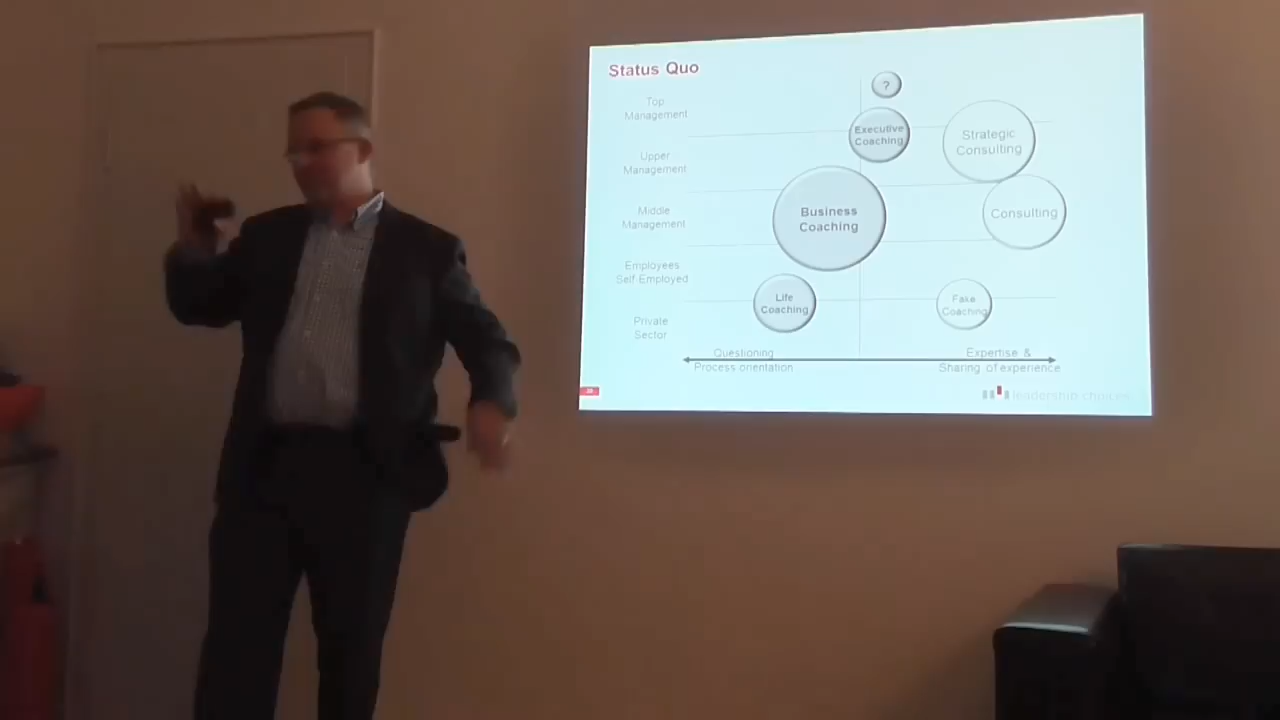 Status Quo
?
Top
Management
Executive
Coaching
Strategic
Consulting
Upper
Management
Business
Coaching
Consulting
Middle
Management
Employees
Self-Employed
Life
Coaching
Fake
Coaching
Private
Sector
Questioning
Process orientation
Expertise &
Sharing of experience
leadership choices